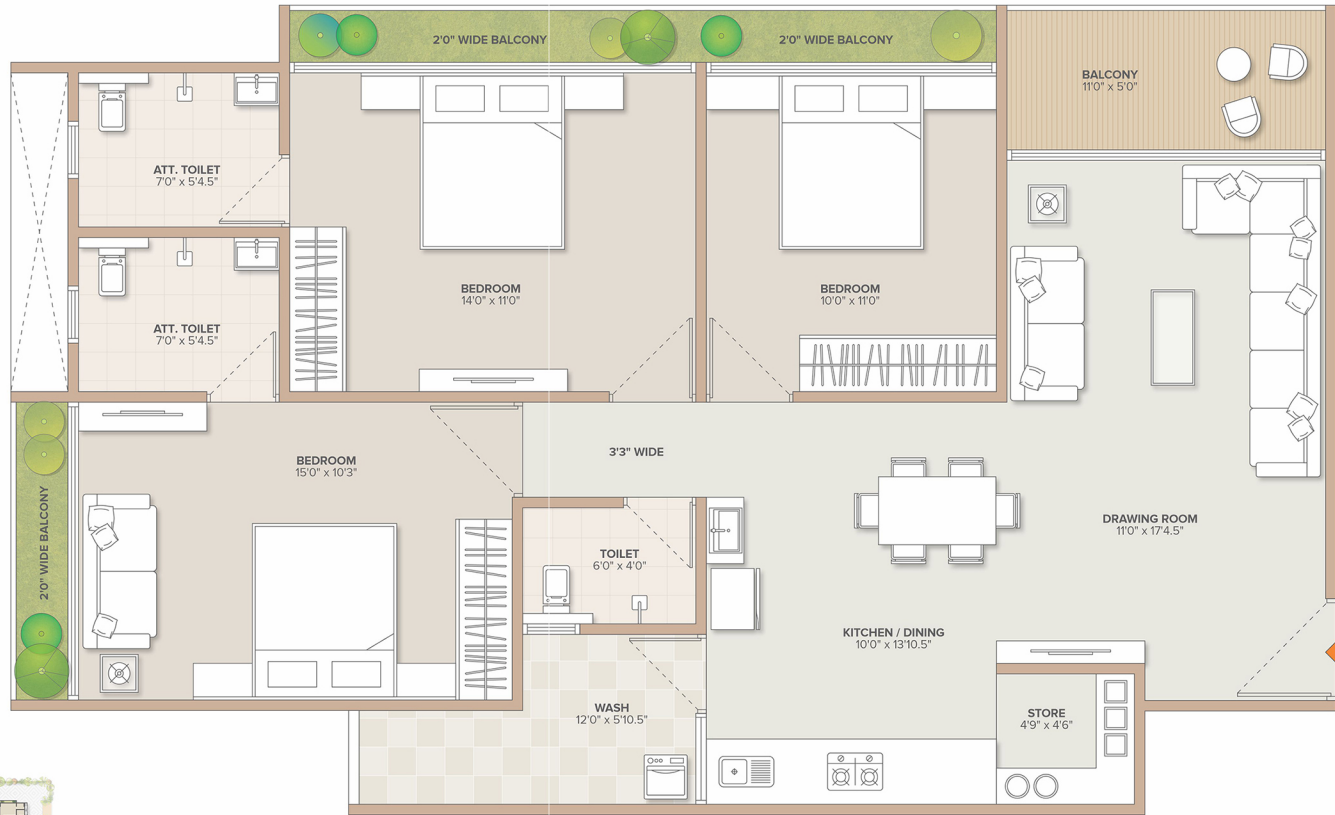 2'0" WIDE BALCONY
2'0" WIDE BALCONY
BALCONY
11'0" x 5'0"
ATT. TOILET
7'0" x 5'4.5"
BEDROOM
14'0" x 11'0"
BEDROOM
10'0" x 11'0"
ATT. TOILET
7'0" x 5'4.5"
BEDROOM
15'0" x 10'3"
3'3" WIDE
2'0" WIDE BALCONY
DRAWING ROOM
11'0" x 17'4.5"
TOILET
6'0" x 4'0"
KITCHEN / DINING
10'0" x 13'10.5"
WASH
12'0" x 5'10.5"
STORE
4'9" x 4'6"